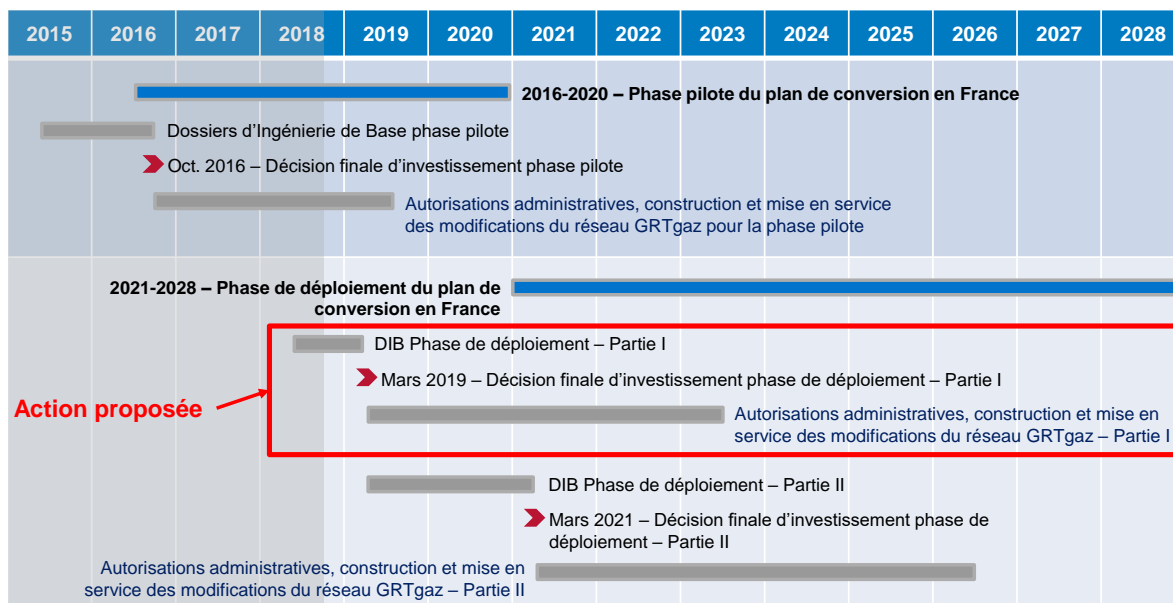 2015 2016 2017 2018 2019 2020 2021 2022 2023 2024 2025 2026 2027 2028
2016-2020 – Phase pilote du plan de conversion en France
Dossiers d’Ingénierie de Base phase pilote
Oct. 2016 – Décision finale d’investissement phase pilote
Autorisations administratives, construction et mise en service
des modifications du réseau GRTgaz pour la phase pilote
2021-2028 – Phase de déploiement du plan de
conversion en France
DIB Phase de déploiement – Partie I
Mars 2019 – Décision finale d’investissement phase de déploiement – Partie I
Action proposée
Autorisations administratives, construction et mise en
service des modifications du réseau GRTgaz – Partie I
DIB Phase de déploiement – Partie II
Mars 2021 – Décision finale d’investissement phase de
déploiement – Partie II
Autorisations administratives, construction et mise en
service des modifications du réseau GRTgaz – Partie II